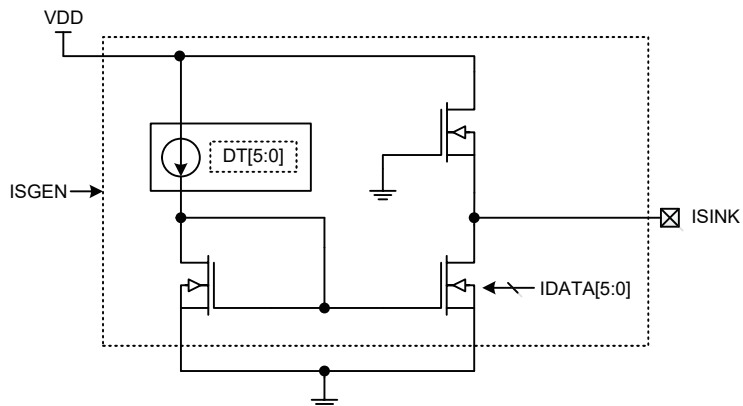 VDD
DT[5:0]
ISGEN
ISINK
IDATA[5:0]